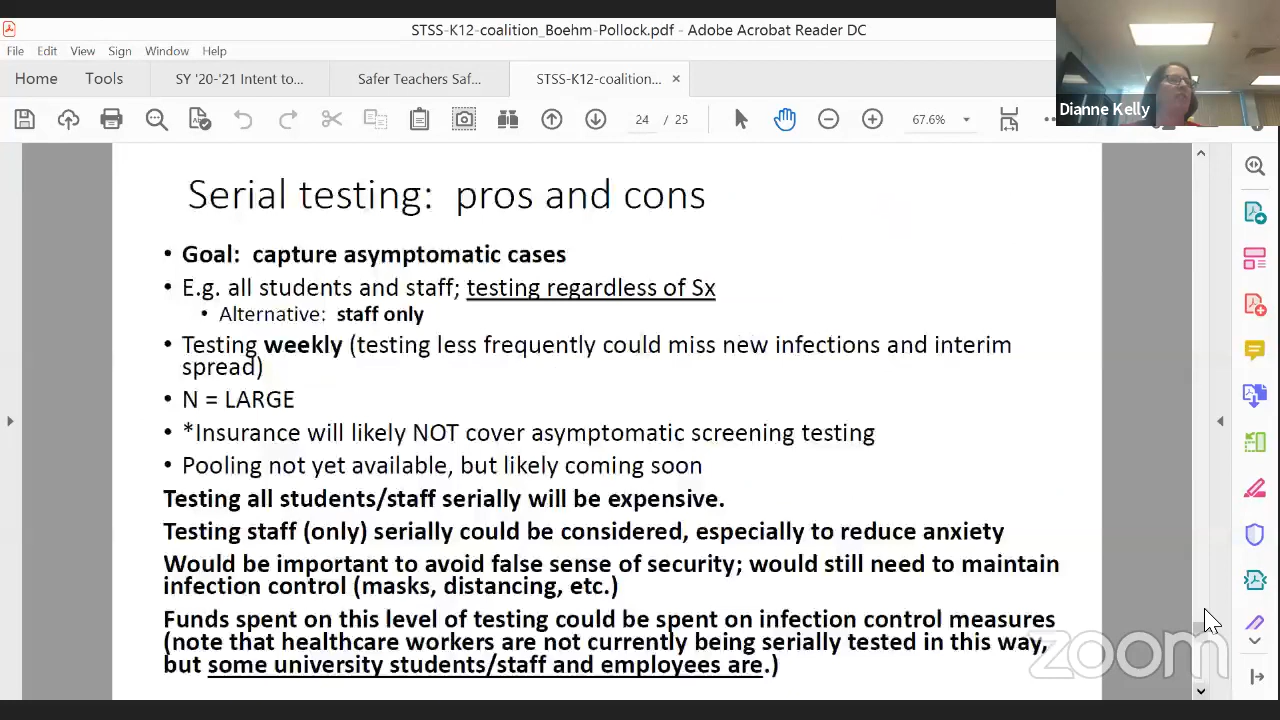 STSS-K12-coalition_Boehm-Pollock.pdf - Adobe Acrobat Reader DC
File Edit View Sign Window Help
Home Tools SY '20-'21 Intent to... Safer Teachers Saf... STSS-K12-coalition... ×
24 / 25 67.6%
Dianne Kelly
Serial testing: pros and cons
• Goal: capture asymptomatic cases
• E.g. all students and staff; testing regardless of Sx
• Alternative: staff only
• Testing weekly (testing less frequently could miss new infections and interim
spread)
• N = LARGE
• *Insurance will likely NOT cover asymptomatic screening testing
• Pooling not yet available, but likely coming soon
Testing all students/staff serially will be expensive.
Testing staff (only) serially could be considered, especially to reduce anxiety
Would be important to avoid false sense of security; would still need to maintain
infection control (masks, distancing, etc.)
Funds spent on this level of testing could be spent on infection control measures
(note that healthcare workers are not currently being serially tested in this way,
but some university students/staff and employees are.)
zoom